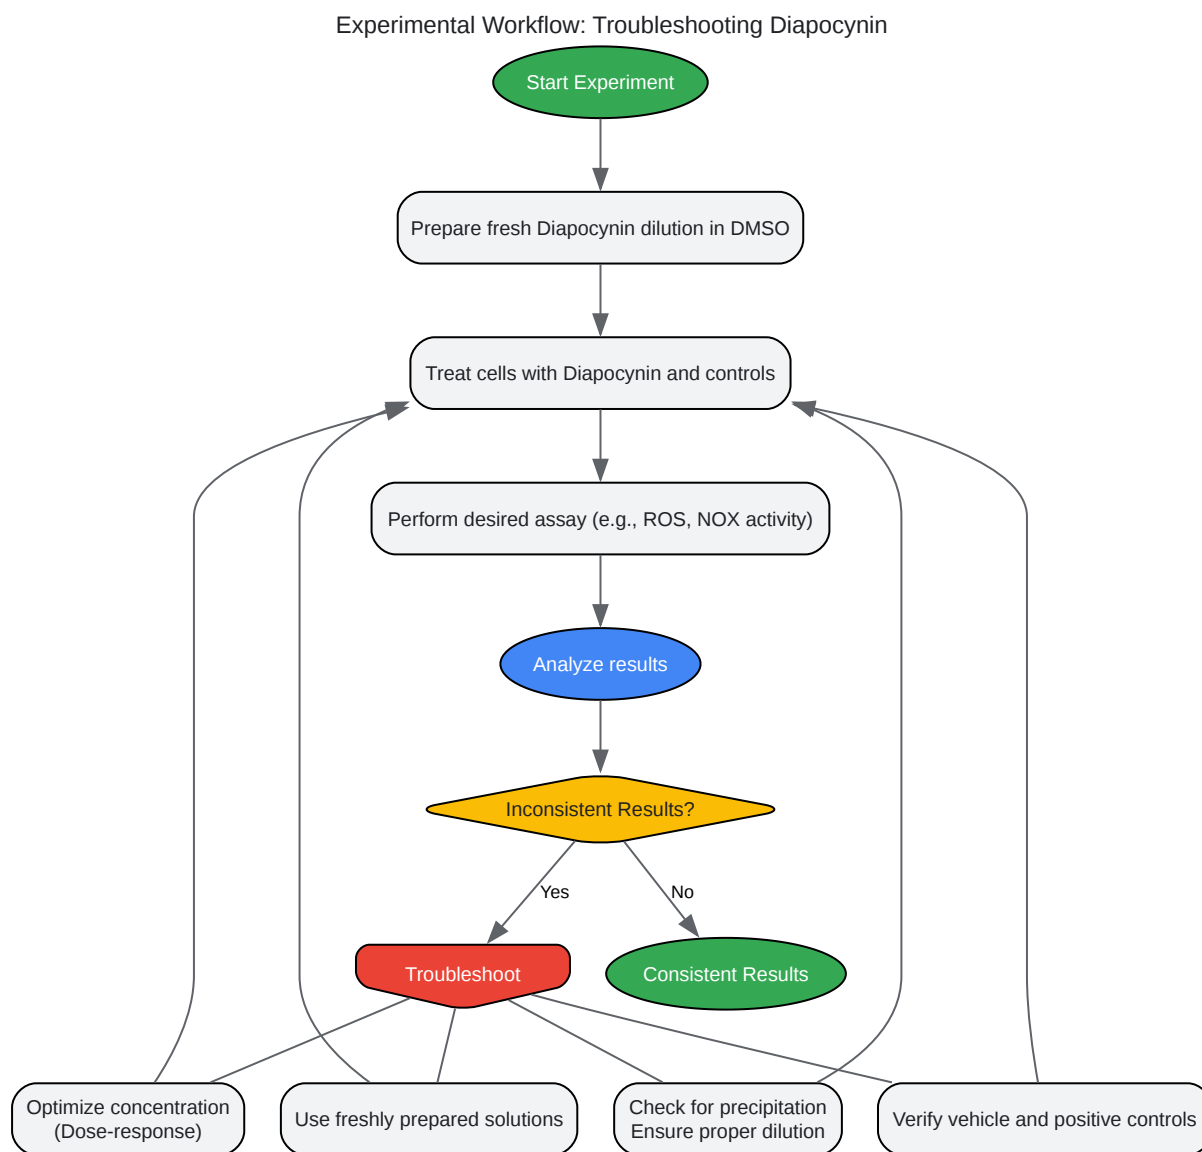 Experimental Workflow: Troubleshooting Diapocynin
Start Experiment
Prepare fresh Diapocynin dilution in DMSO
Treat cells with Diapocynin and controls
Perform desired assay (e.g., ROS, NOX activity)
Analyze results
Inconsistent Results?
Yes
No
Troubleshoot
Consistent Results
Optimize concentration
(Dose-response)
Use freshly prepared solutions
Check for precipitation
Ensure proper dilution
Verify vehicle and positive controls